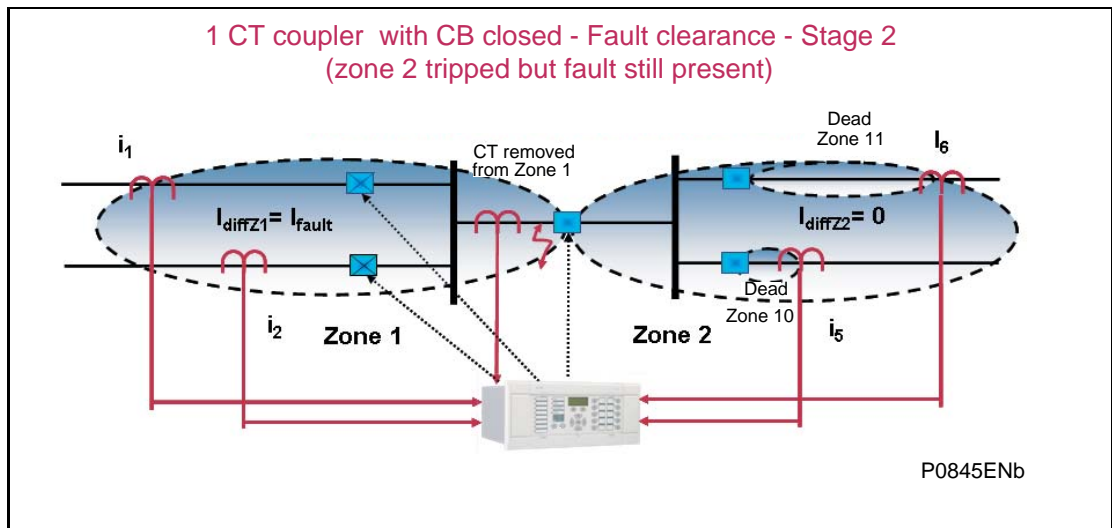 1 CT coupler with CB closed - Fault clearance - Stage 2
(zone 2 tripped but fault still present)
i1
CT removed
from Zone 1
Dead
Zone 11
I6
IdiffZ1= Ifault
IdiffZ2= 0
Dead
Zone 10
i2
Zone 1
Zone 2
i5
P0845ENb